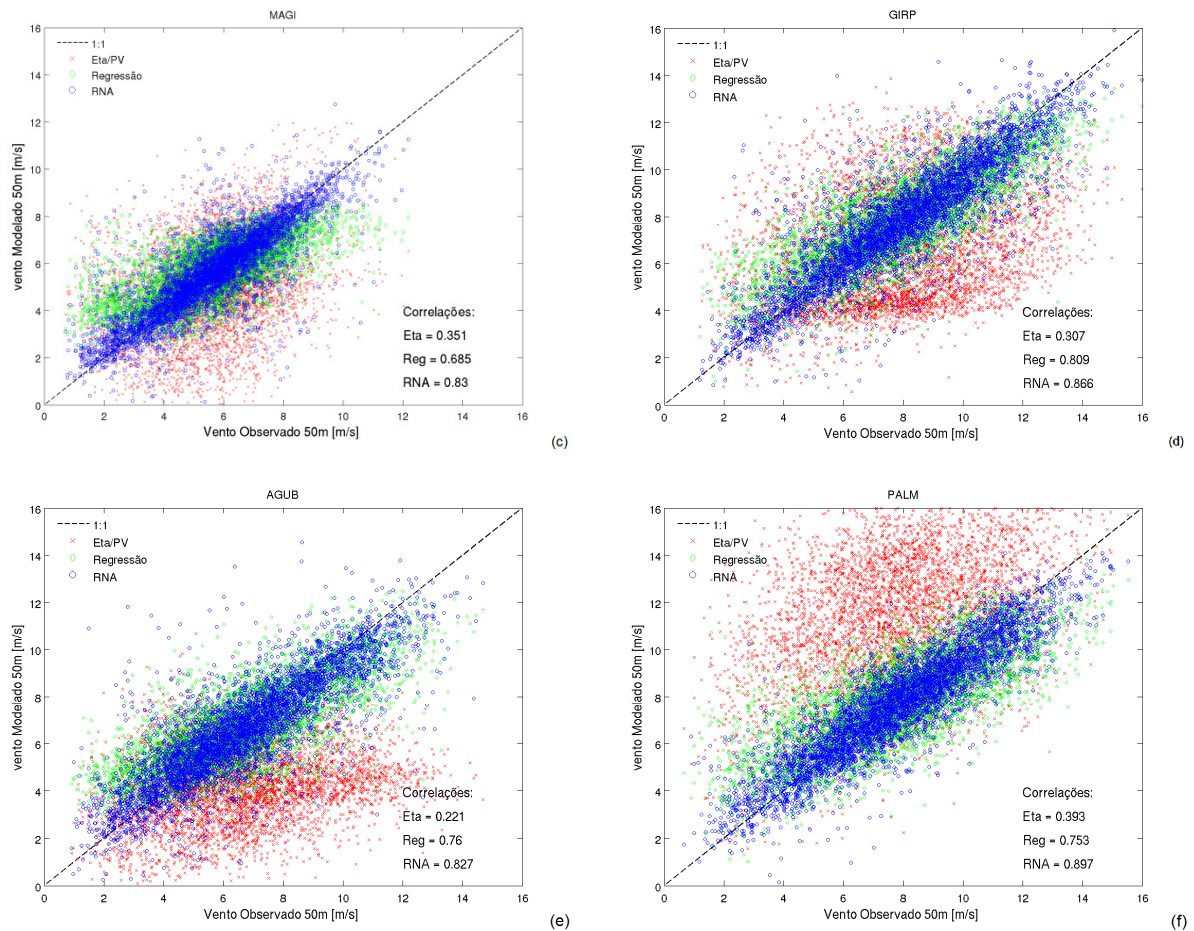 MAGI
16
14
12
10
8
6
4
2
0
vento Modelado 50m [m/s]
1:1
Eta/PV
Regressão
RNA
Correlações:
Eta = 0.351
Reg = 0.685
RNA = 0.83
0 2 4 6 8 10 12 14 16
Vento Observado 50m [m/s]
(c)
GIRP
16
14
12
10
8
6
4
2
0
vento Modelado 50m [m/s]
1:1
Eta/PV
Regressão
RNA
Correlações:
Eta = 0.307
Reg = 0.809
RNA = 0.866
0 2 4 6 8 10 12 14 16
Vento Observado 50m [m/s]
(d)
AGUB
16
14
12
10
8
6
4
2
0
vento Modelado 50m [m/s]
1:1
Eta/PV
Regressão
RNA
Correlações:
Eta = 0.221
Reg = 0.76
RNA = 0.827
0 2 4 6 8 10 12 14 16
Vento Observado 50m [m/s]
(e)
PALM
16
14
12
10
8
6
4
2
0
vento Modelado 50m [m/s]
1:1
Eta/PV
Regressão
RNA
Correlações:
Eta = 0.393
Reg = 0.753
RNA = 0.897
0 2 4 6 8 10 12 14 16
Vento Observado 50m [m/s]
(f)